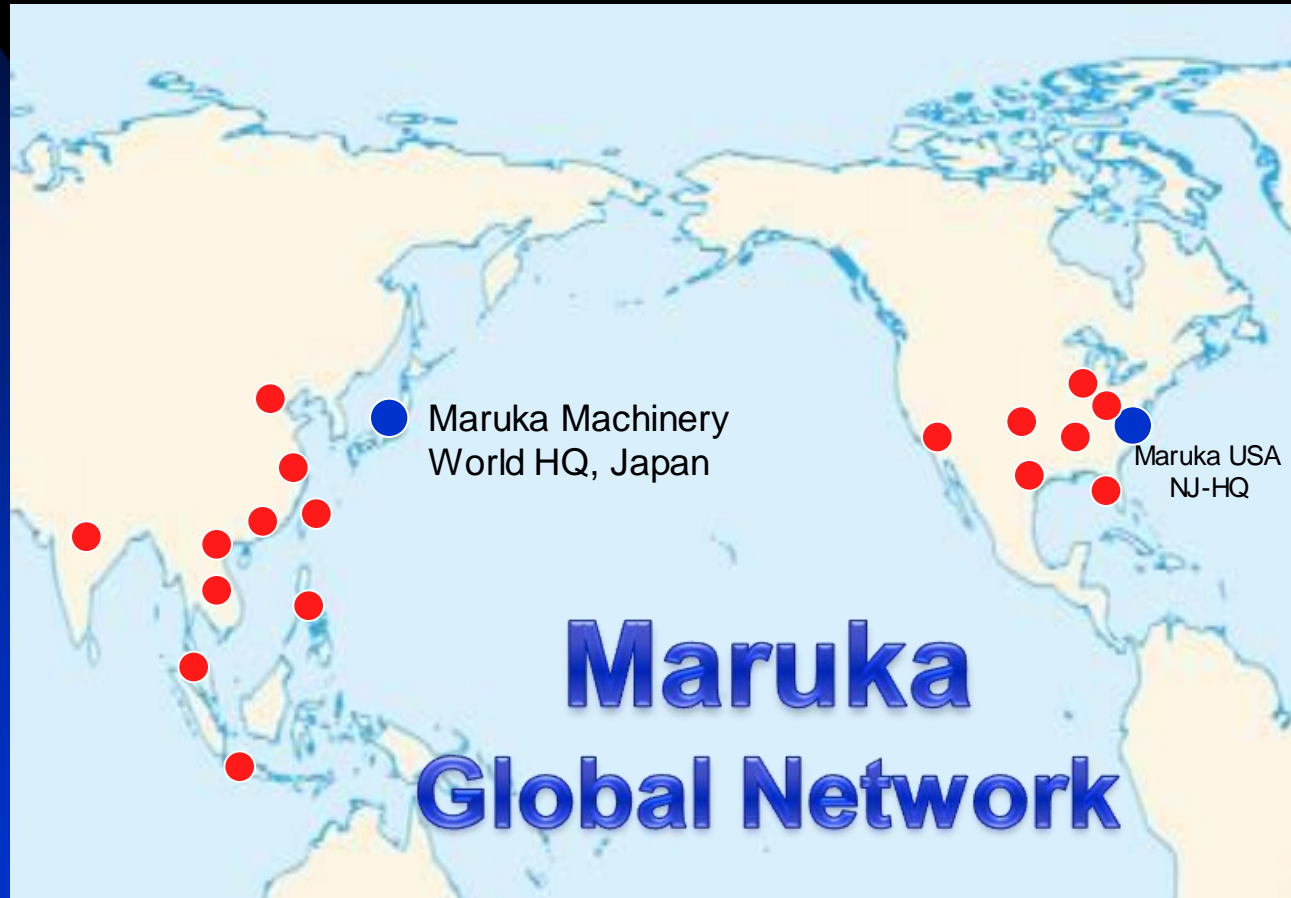 Maruka Machinery
World HQ, Japan
Maruka USA
NJ-HQ
Maruka
Global Network